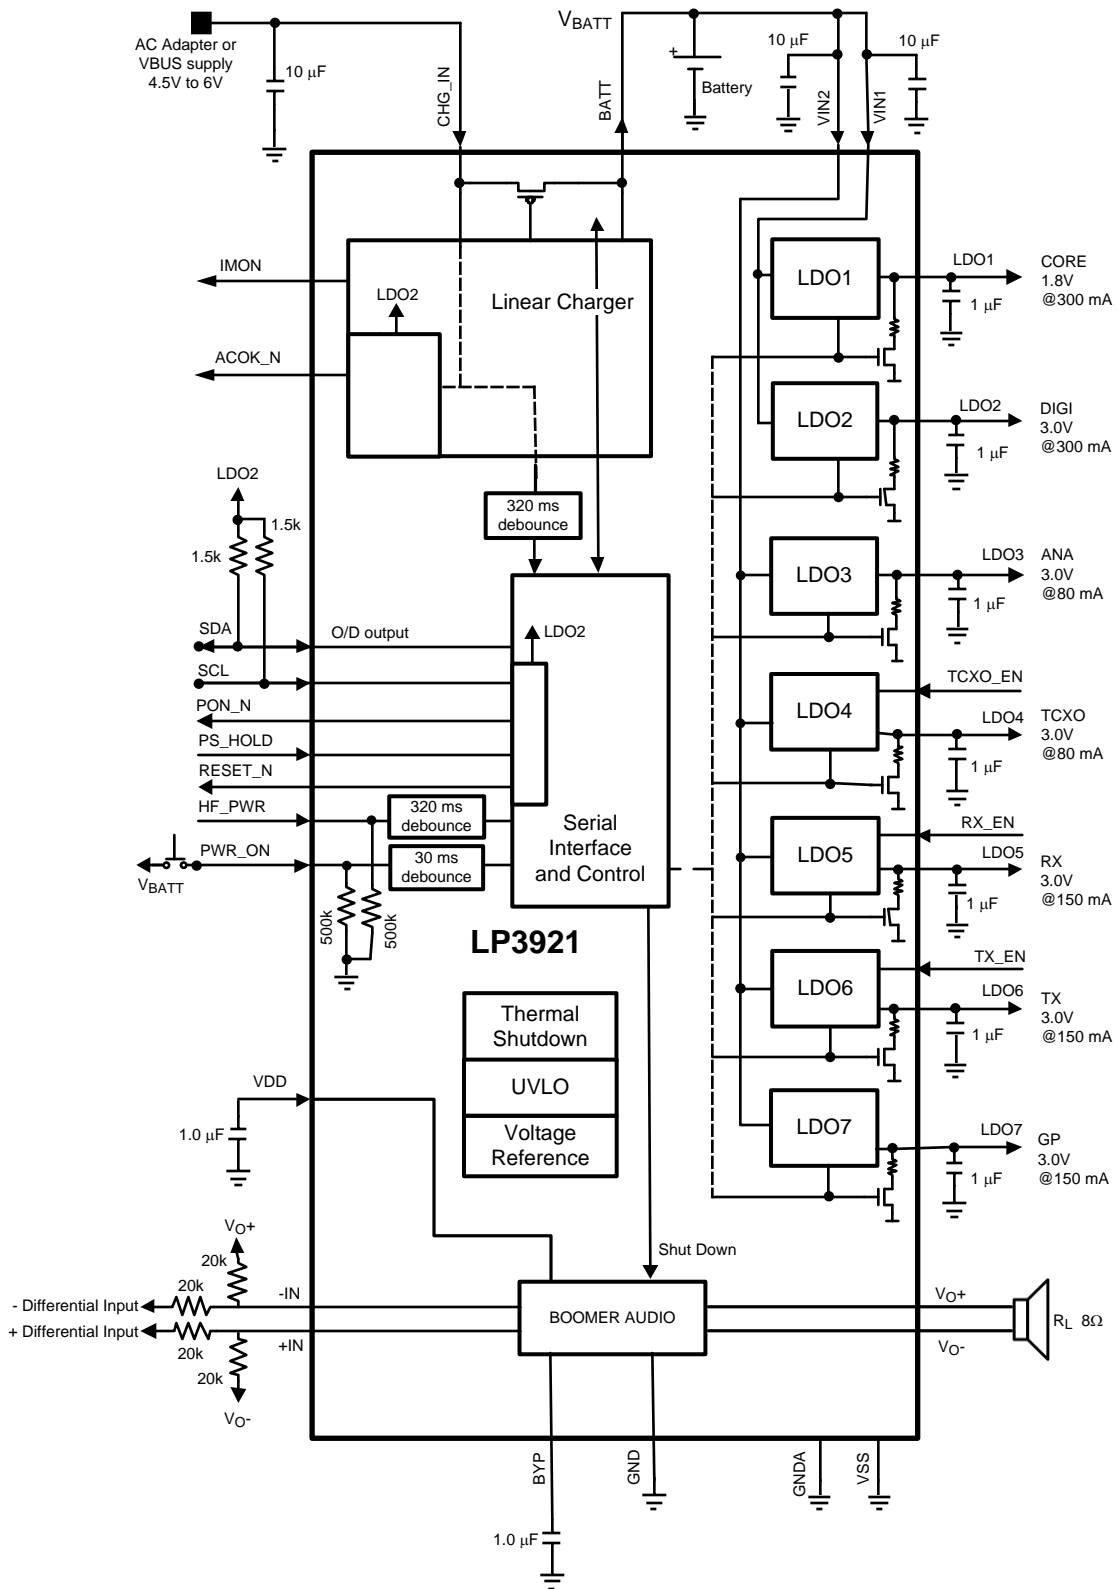 V_BATT
AC Adapter or
VBUS supply
4.5V to 6V
10 μF
CHG_IN
BATT
+
Battery
10 μF
VIN2
VIN1
10 μF
IMON
LDO2
Linear Charger
ACOK_N
LDO1
LDO1
CORE
1.8V
@300 mA
1 μF
LDO2
LDO2
DIGI
3.0V
@300 mA
1 μF
LDO2
1.5k
1.5k
320 ms
debounce
LDO3
LDO3
ANA
3.0V
@80 mA
1 μF
SDA
O/D output
LDO2
SCL
PON_N
PS_HOLD
RESET_N
HF_PWR
320 ms
debounce
PWR_ON
30 ms
debounce
V_BATT
500k
500k
Serial
Interface
and Control
TCXO_EN
LDO4
LDO4
TCXO
3.0V
@80 mA
1 μF
RX_EN
LDO5
LDO5
RX
3.0V
@150 mA
1 μF
LP3921
TX_EN
LDO6
LDO6
TX
3.0V
@150 mA
1 μF
Thermal
Shutdown
UVLO
Voltage
Reference
VDD
1.0 μF
LDO7
LDO7
GP
3.0V
@150 mA
1 μF
Shut Down
VO+
20k
20k
- Differential Input
-IN
+ Differential Input
+IN
20k
20k
VO-
BOOMER AUDIO
VO+
VO-
RL 8Ω
BYP
GND
GNDA
VSS
1.0 μF